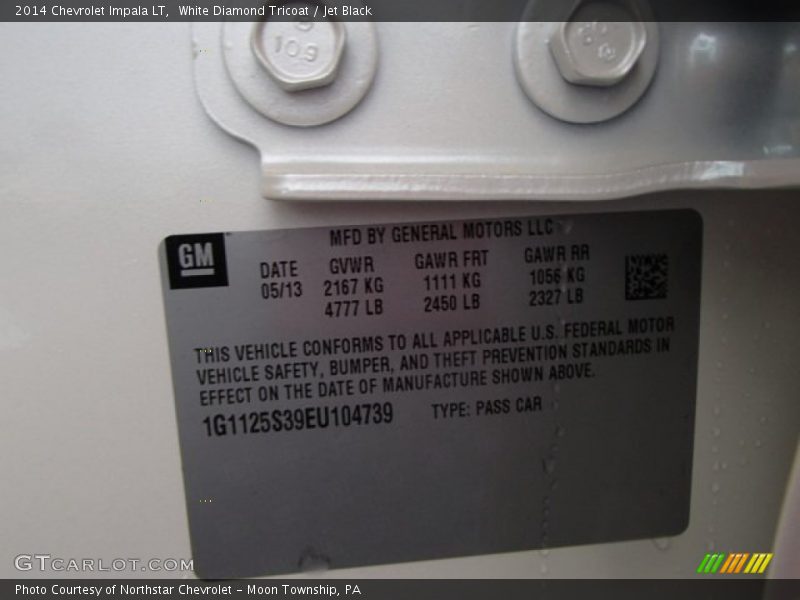 2014 Chevrolet Impala LT, White Diamond Tricoat / Jet Black
10.9
GM
MFD BY GENERAL MOTORS LLC
DATE GVWR GAWR FRT GAWR RR
05/13 2167 KG 1111 KG 1056 KG
4777 LB 2450 LB 2327 LB
THIS VEHICLE CONFORMS TO ALL APPLICABLE U.S. FEDERAL MOTOR
VEHICLE SAFETY, BUMPER, AND THEFT PREVENTION STANDARDS IN
EFFECT ON THE DATE OF MANUFACTURE SHOWN ABOVE.
1G1125S39EU104739 TYPE: PASS CAR
GTCARLOT.COM
Photo Courtesy of Northstar Chevrolet - Moon Township, PA